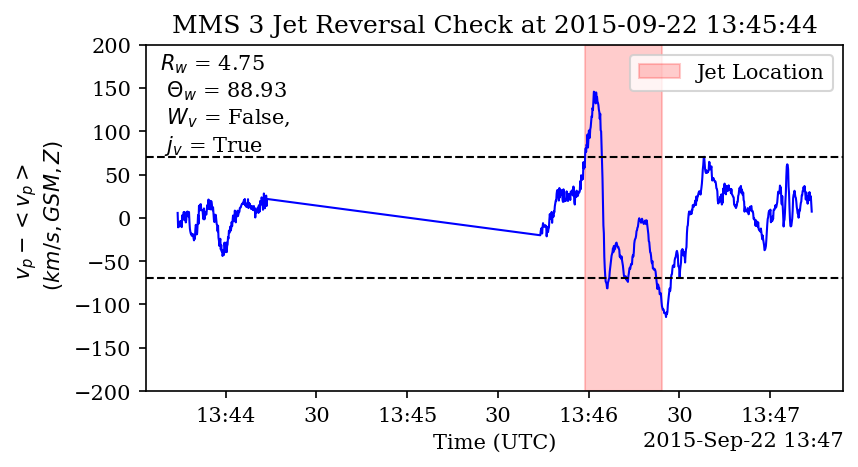 MMS 3 Jet Reversal Check at 2015-09-22 13:45:44
R_w = 4.75
Θ_w = 88.93
W_v = False,
j_v = True
Jet Location
v_p − < v_p >
(km/s, GSM, Z)
200
150
100
50
0
−50
−100
−150
−200
13:44 30 13:45 30 13:46 30 13:47
Time (UTC)
2015-Sep-22 13:47